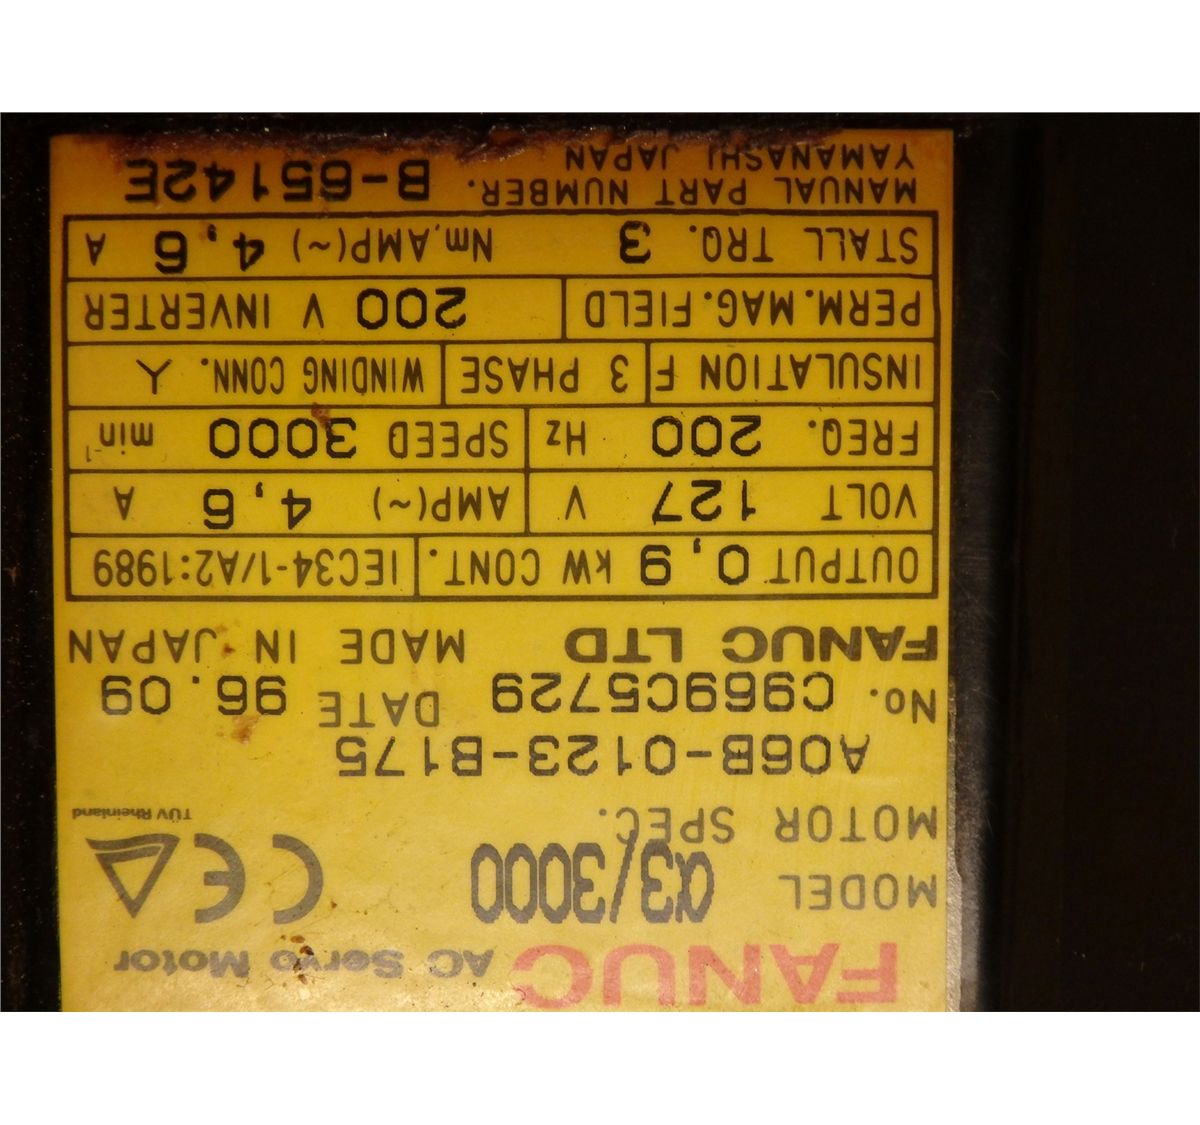 FANUC AC Servo Motor
MODEL α3/3000 CE
TÜV Rheinland
MOTOR SPEC.
A06B-0123-B175
No. C969C5729 DATE 96.09
FANUC LTD MADE IN JAPAN
OUTPUT 0,9 kW CONT. IEC34-1/A2:1989
VOLT 127 V AMP(~) 4,6 A
FREQ. 200 Hz SPEED 3000 min⁻¹
INSULATION F 3 PHASE WINDING CONN. Y
PERM.MAG.FIELD 200 V INVERTER
STALL TRQ. 3 Nm.AMP(~) 4,6 A
MANUAL PART NUMBER. B-65142E
YAMANASHI JAPAN